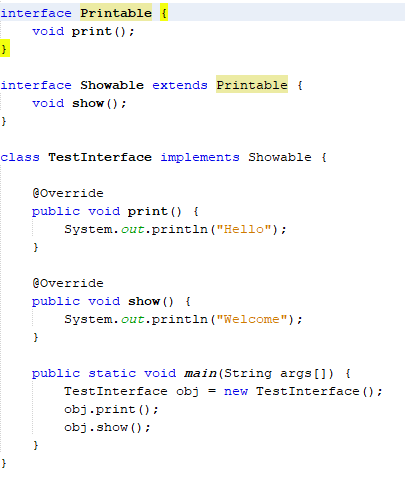 interface Printable {
    void print();
}
interface Showable extends Printable {
    void show();
}
class TestInterface implements Showable {
    @Override
    public void print() {
        System.out.println("Hello");
    }
    @Override
    public void show() {
        System.out.println("Welcome");
    }
    public static void main(String args[]) {
        TestInterface obj = new TestInterface();
        obj.print();
        obj.show();
    }
}